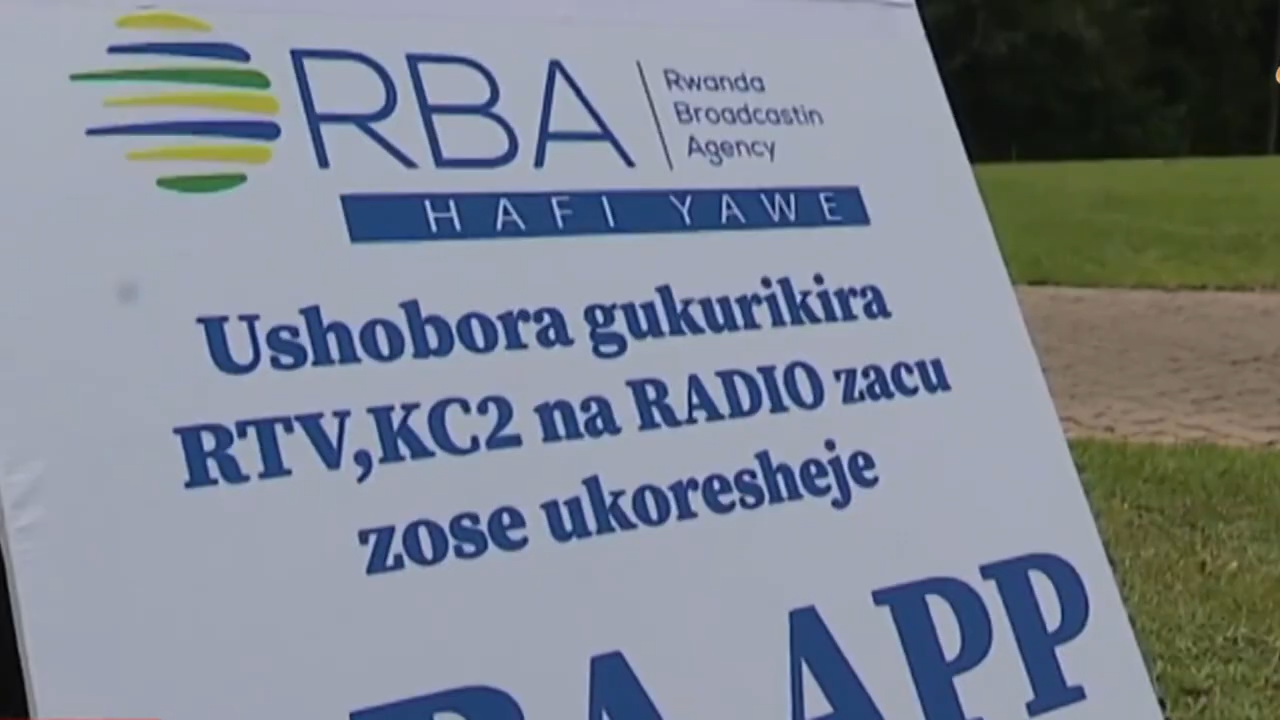 RBA
Rwanda
Broadcastin
Agency
HAFI YAWE
Ushobora gukurikira
RTV,KC2 na RADIO zacu
zose ukoresheje
APP